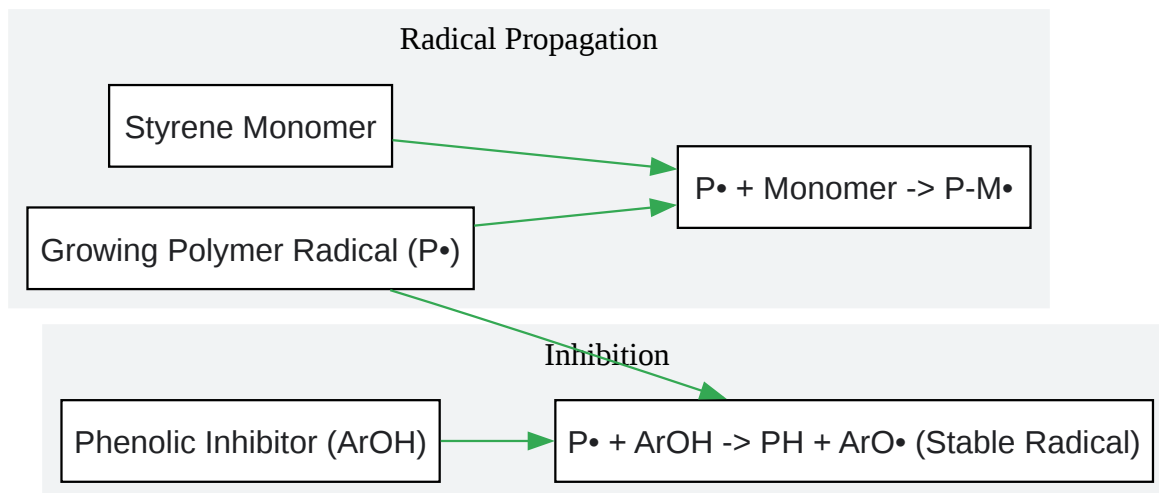 Radical Propagation
Styrene Monomer
P• + Monomer -> P-M•
Growing Polymer Radical (P•)
Inhibition
Phenolic Inhibitor (ArOH)
P• + ArOH -> PH + ArO• (Stable Radical)